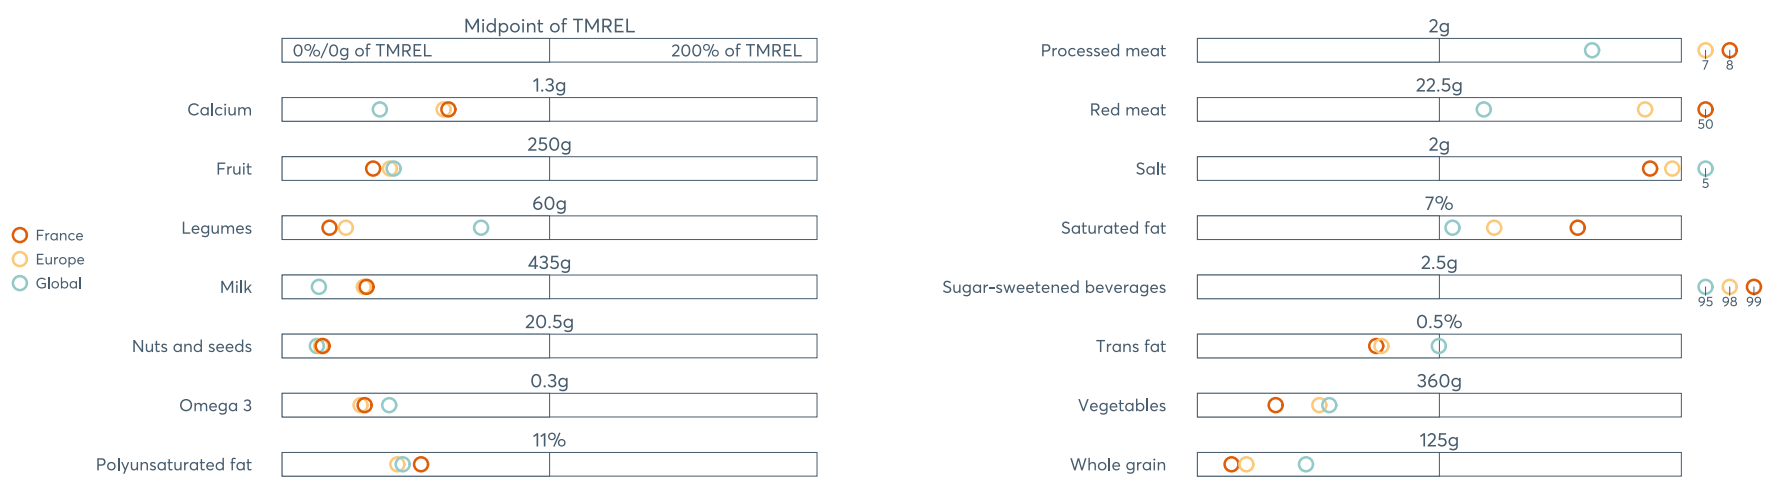 Midpoint of TMREL
0%/0g of TMREL 200% of TMREL
1.3g
Calcium
250g
Fruit
60g
Legumes
435g
Milk
20.5g
Nuts and seeds
0.3g
Omega 3
11%
Polyunsaturated fat
France
Europe
Global
2g
Processed meat
7 8
22.5g
Red meat
50
2g
Salt
5
7%
Saturated fat
2.5g
Sugar-sweetened beverages
95 98 99
0.5%
Trans fat
360g
Vegetables
125g
Whole grain